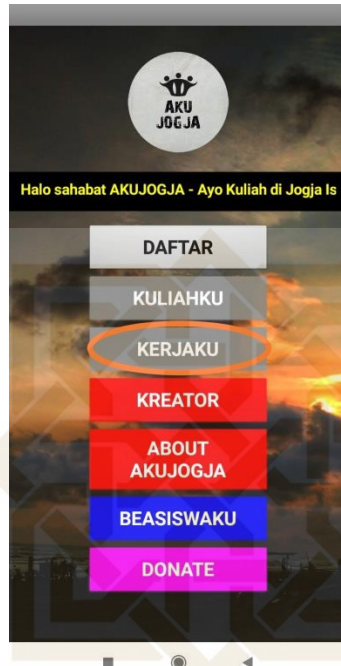 AKU
JOGJA
Halo sahabat AKUJOGJA - Ayo Kuliah di Jogja Is
DAFTAR
KULIAHKU
KERJAKU
KREATOR
ABOUT
AKUJOGJA
BEASISWAKU
DONATE